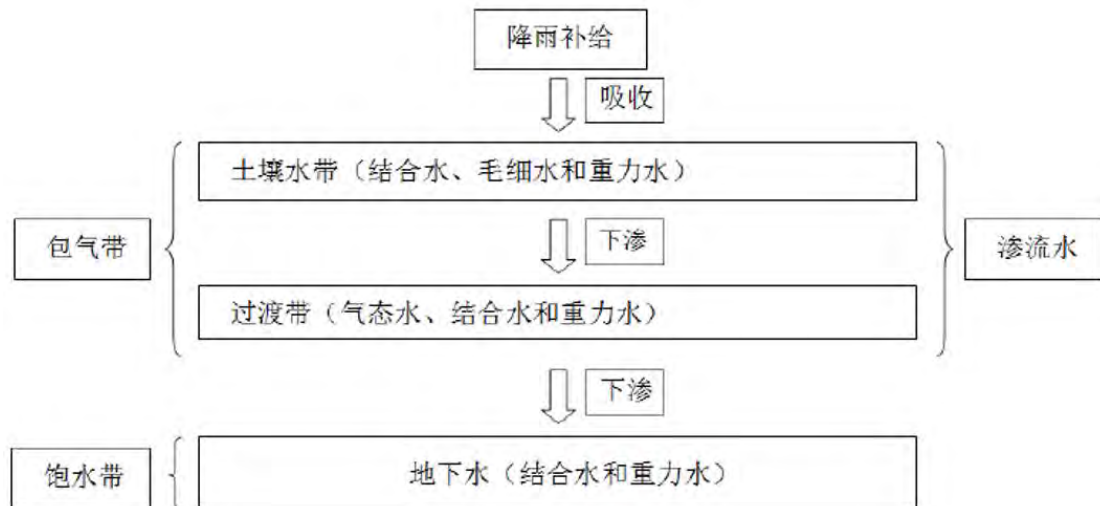 降雨补给
吸收
土壤水带（结合水、毛细水和重力水）
包气带
下渗
渗流水
过渡带（气态水、结合水和重力水）
下渗
饱水带
地下水（结合水和重力水）